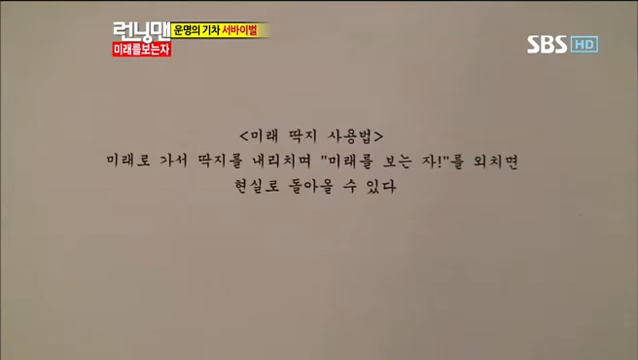 런닝맨 운명의 기차 서바이벌
미래를보는자
SBS HD
<미래 딱지 사용법>
미래로 가서 딱지를 내리치며 "미래를 보는 자!"를 외치면
현실로 돌아올 수 있다